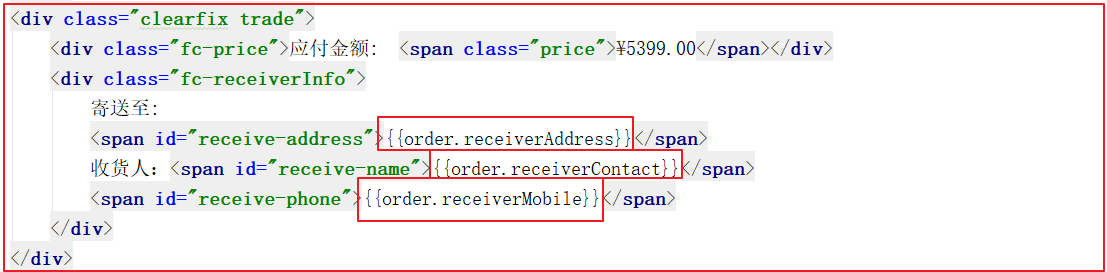 <div class="clearfix trade">
<div class="fc-price">应付金额:  <span class="price">¥5399.00</span></div>
<div class="fc-receiverInfo">
寄送至:
<span id="receive-address">{{order.receiverAddress}}</span>
收货人：<span id="receive-name">{{order.receiverContact}}</span>
<span id="receive-phone">{{order.receiverMobile}}</span>
</div>
</div>